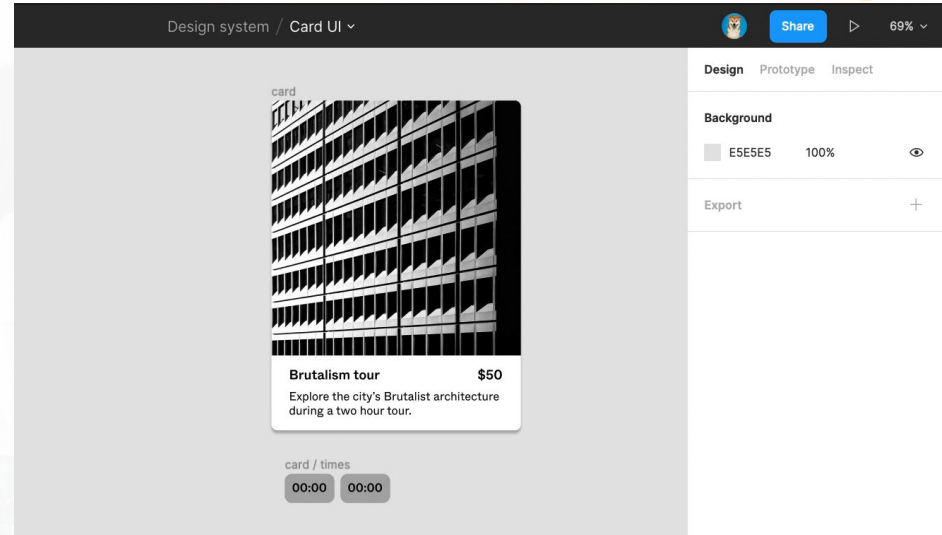 Design system / Card UI
Share
69%
Design Prototype Inspect
card
Background
E5E5E5 100%
Export
Brutalism tour $50
Explore the city's Brutalist architecture
during a two hour tour.
card / times
00:00 00:00